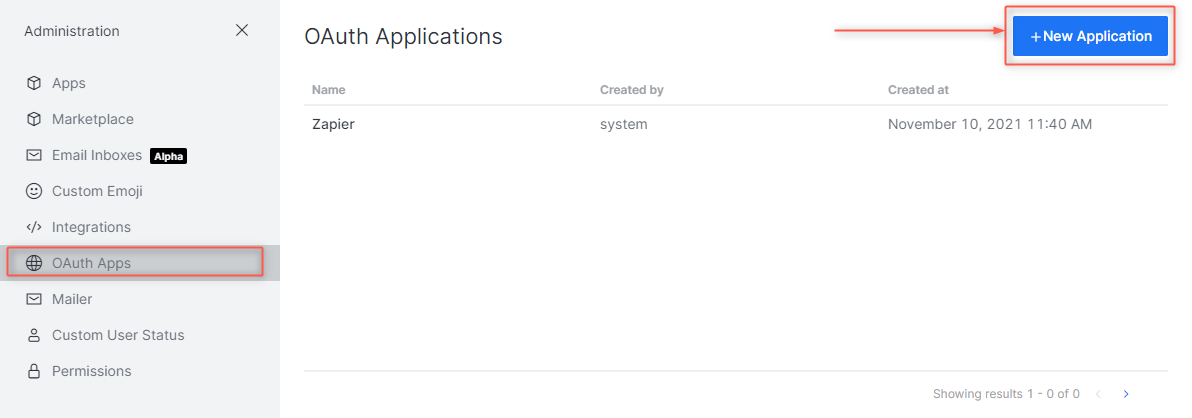 Administration
OAuth Applications
+New Application
Apps
Marketplace
Email Inboxes Alpha
Custom Emoji
Integrations
OAuth Apps
Mailer
Custom User Status
Permissions
Name Created by Created at
Zapier system November 10, 2021 11:40 AM
Showing results 1 - 0 of 0